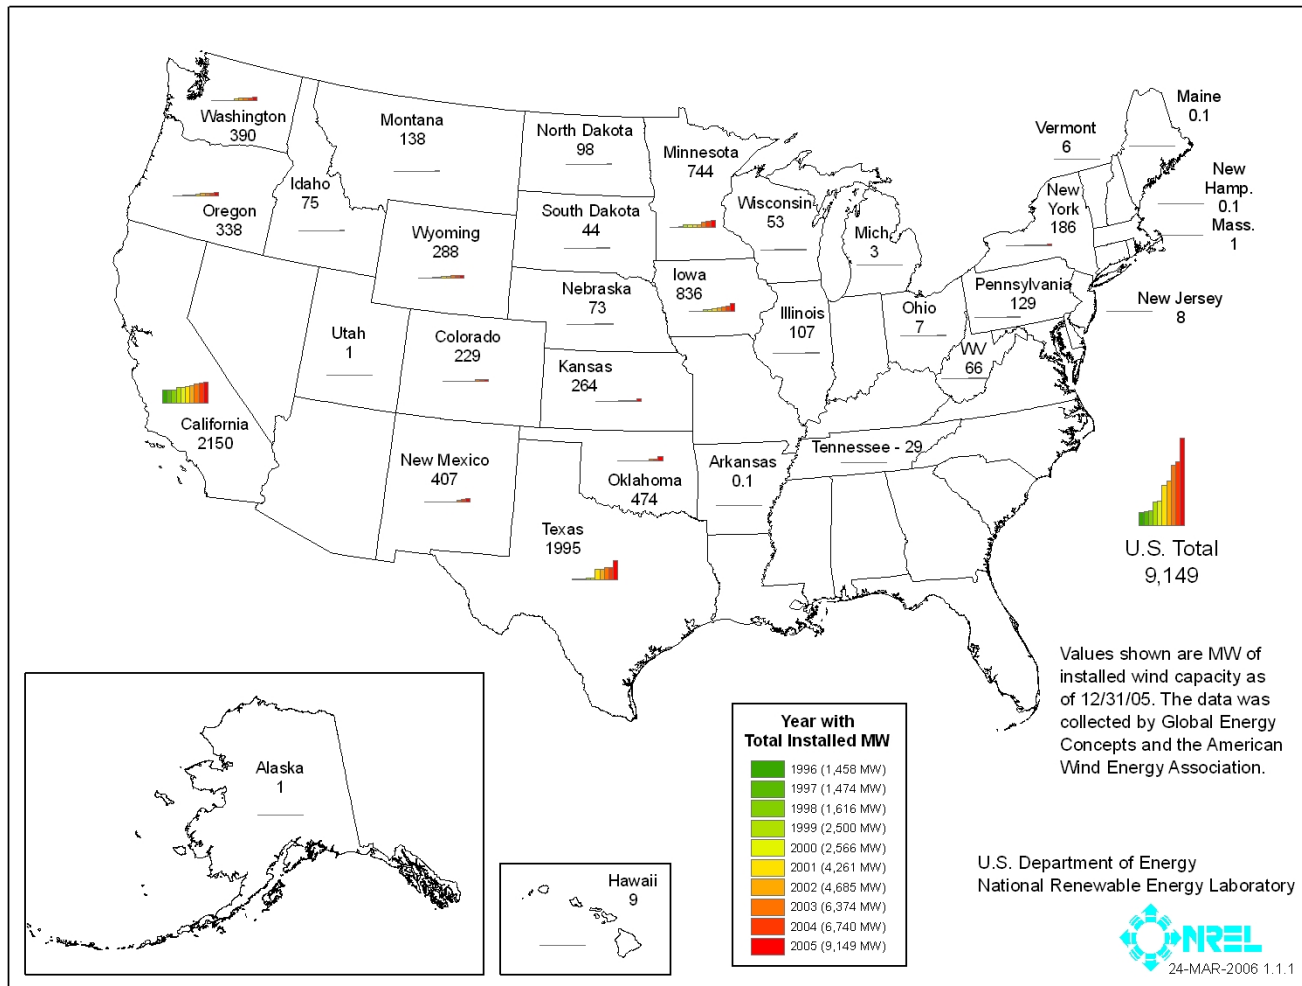 Washington
390
Oregon
338
Idaho
75
Montana
138
Wyoming
288
North Dakota
98
South Dakota
44
Nebraska
73
Minnesota
744
Wisconsin
53
Mich.
3
Iowa
836
Illinois
107
Ohio
7
Vermont
6
Maine
0.1
New
Hamp.
0.1
Mass.
1
New
York
186
Pennsylvania
129
New Jersey
8
WV
66
Utah
1
Colorado
229
Kansas
264
California
2150
New Mexico
407
Oklahoma
474
Arkansas
0.1
Tennessee - 29
Texas
1995
U.S. Total
9,149
Values shown are MW of
installed wind capacity as
of 12/31/05. The data was
collected by Global Energy
Concepts and the American
Wind Energy Association.
Alaska
1
Hawaii
9
Year with
Total Installed MW
1996 (1,458 MW)
1997 (1,474 MW)
1998 (1,616 MW)
1999 (2,500 MW)
2000 (2,566 MW)
2001 (4,261 MW)
2002 (4,685 MW)
2003 (6,374 MW)
2004 (6,740 MW)
2005 (9,149 MW)
U.S. Department of Energy
National Renewable Energy Laboratory
NREL
24-MAR-2006 1.1.1